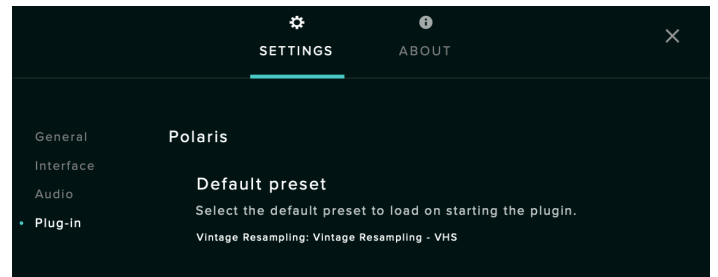 SETTINGS ABOUT
General
Interface
Audio
Plug-in
Polaris
Default preset
Select the default preset to load on starting the plugin.
Vintage Resampling: VIntage Resampling - VHS